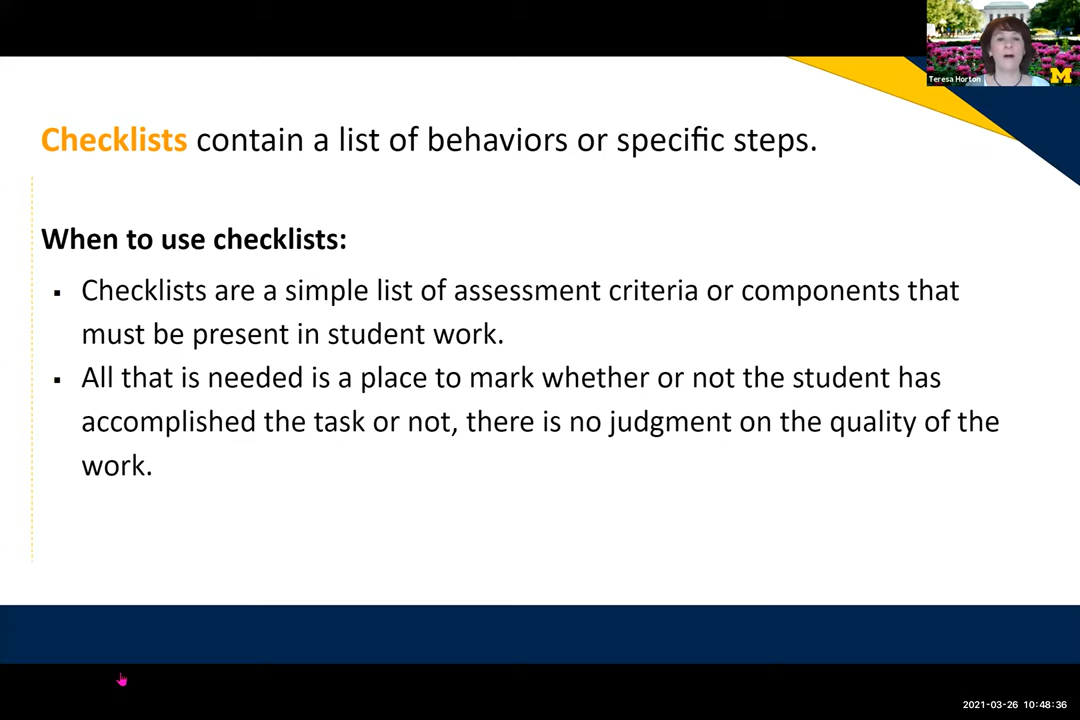 Teresa Horton
M
Checklists contain a list of behaviors or specific steps.
When to use checklists:
▪ Checklists are a simple list of assessment criteria or components that
must be present in student work.
▪ All that is needed is a place to mark whether or not the student has
accomplished the task or not, there is no judgment on the quality of the
work.
2021-03-26 10:48:36